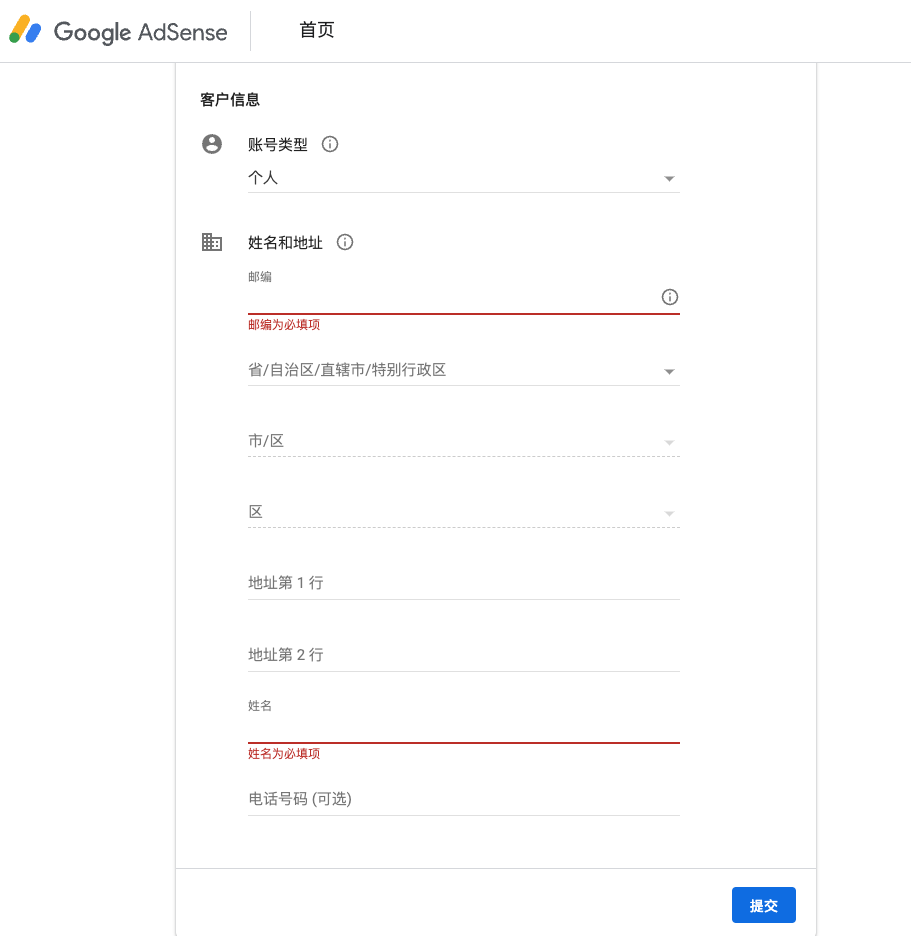 Google AdSense
首页
客户信息
账号类型
个人
姓名和地址
邮编
邮编为必填项
省/自治区/直辖市/特别行政区
市/区
区
地址第 1 行
地址第 2 行
姓名
姓名为必填项
电话号码 (可选)
提交